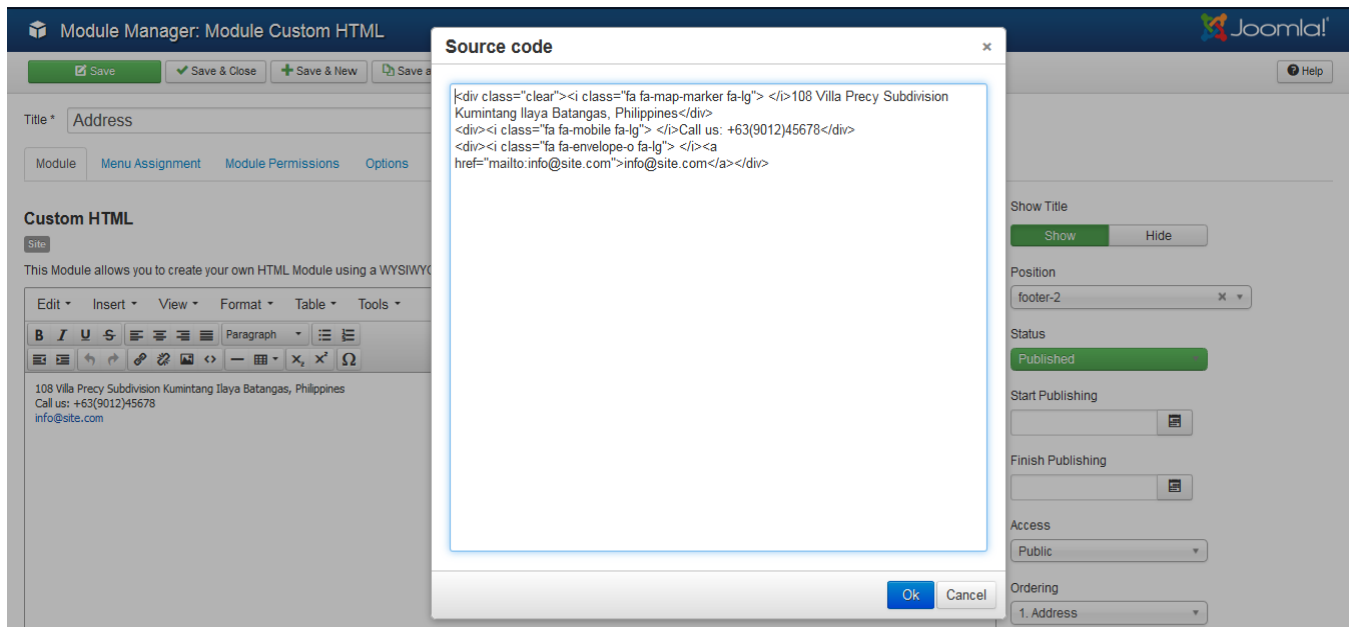 Module Manager: Module Custom HTML
Joomla!
Save
Save & Close
Save & New
Save a
Help
Title * Address
Module Menu Assignment Module Permissions Options
Custom HTML
Site
This Module allows you to create your own HTML Module using a WYSIWYG
Edit Insert View Format Table Tools
B I U S Paragraph
108 Villa Precy Subdivision Kumintang Ilaya Batangas, Philippines
Call us: +63(9012)45678
info@site.com
Source code
×
<div class="clear"><i class="fa fa-map-marker fa-lg"> </i>108 Villa Precy Subdivision
Kumintang Ilaya Batangas, Philippines</div>
<div><i class="fa fa-mobile fa-lg"> </i>Call us: +63(9012)45678</div>
<div><i class="fa fa-envelope-o fa-lg"> </i><a
href="mailto:info@site.com">info@site.com</a></div>
Ok Cancel
Show Title
Show Hide
Position
footer-2
Status
Published
Start Publishing
Finish Publishing
Access
Public
Ordering
1. Address